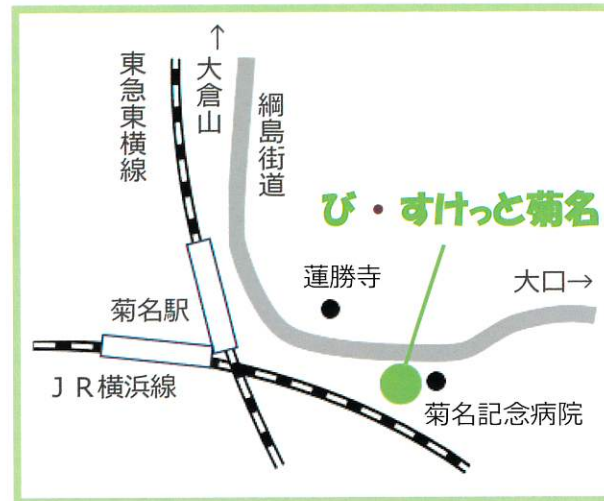 ↑
大倉山
東急東横線
綱島街道
び・すけっと菊名
蓮勝寺
大口→
菊名駅
JR横浜線
菊名記念病院